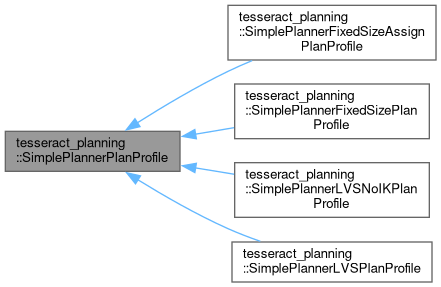 tesseract_planning
::SimplePlannerPlanProfile
tesseract_planning
::SimplePlannerFixedSizeAssign
PlanProfile
tesseract_planning
::SimplePlannerFixedSizePlan
Profile
tesseract_planning
::SimplePlannerLVSNoIKPlan
Profile
tesseract_planning
::SimplePlannerLVSPlanProfile